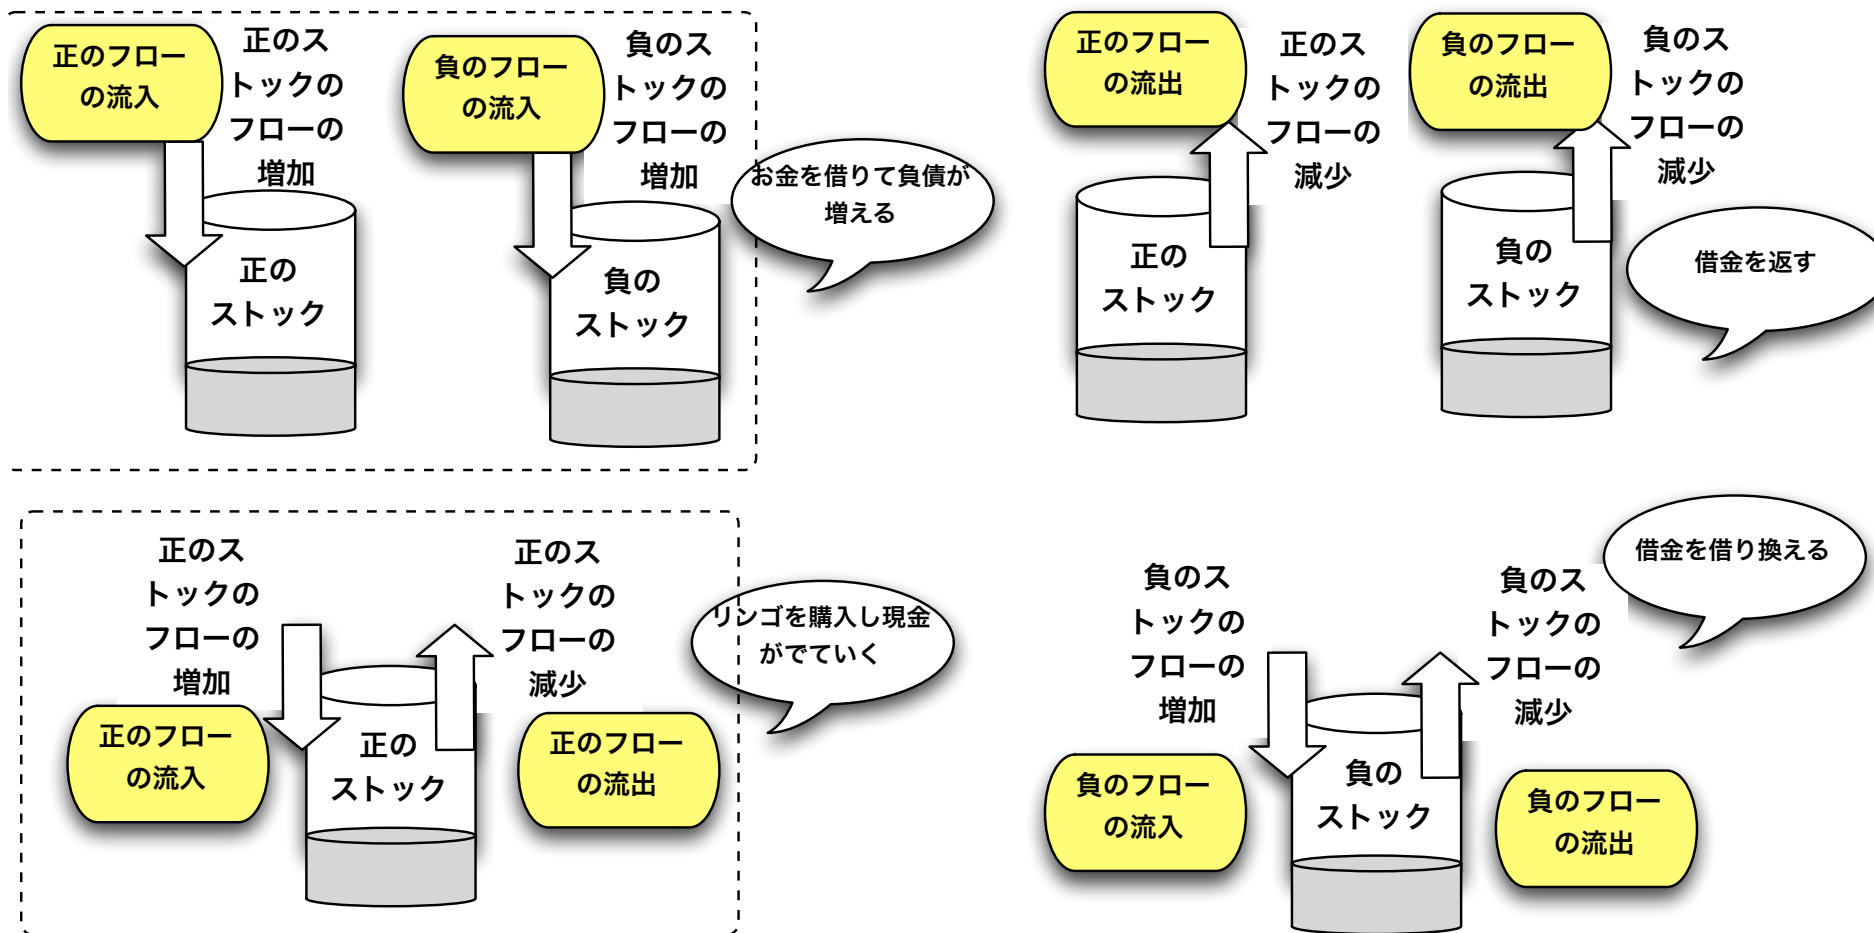 正のフロー
の流入
正のス
トックの
フローの
増加
正の
ストック
負のフロー
の流入
負のス
トックの
フローの
増加
負の
ストック
お金を借りて負債が
増える
正のフロー
の流出
正のス
トックの
フローの
減少
正の
ストック
負のフロー
の流出
負のス
トックの
フローの
減少
負の
ストック
借金を返す
正のス
トックの
フローの
増加
正のフロー
の流入
正の
ストック
正のス
トックの
フローの
減少
正のフロー
の流出
リンゴを購入し現金
がでていく
負のス
トックの
フローの
増加
負のフロー
の流入
負の
ストック
負のス
トックの
フローの
減少
負のフロー
の流出
借金を借り換える